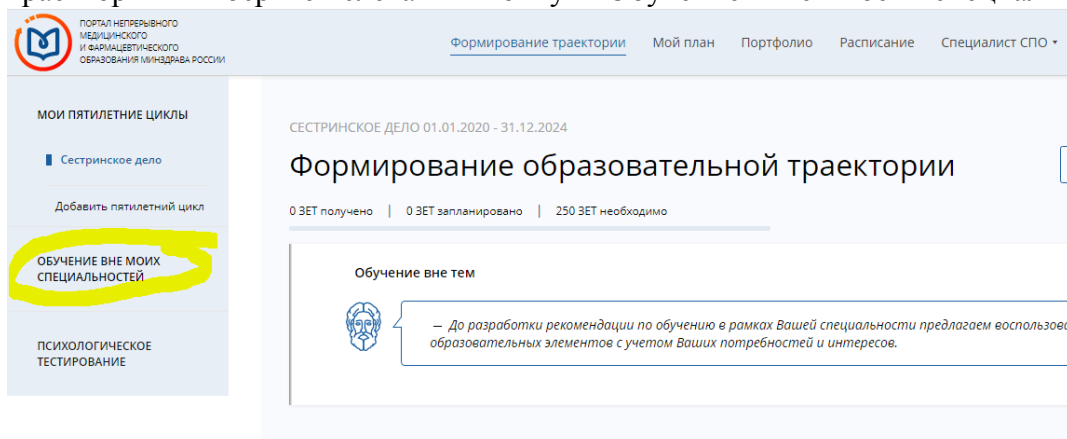 ПОРТАЛ НЕПРЕРЫВНОГО
МЕДИЦИНСКОГО
И ФАРМАЦЕВТИЧЕСКОГО
ОБРАЗОВАНИЯ МИНЗДРАВА РОССИИ
Формирование траектории Мой план Портфолио Расписание Специалист СПО
МОИ ПЯТИЛЕТНИЕ ЦИКЛЫ
Сестринское дело
Добавить пятилетний цикл
ОБУЧЕНИЕ ВНЕ МОИХ
СПЕЦИАЛЬНОСТЕЙ
ПСИХОЛОГИЧЕСКОЕ
ТЕСТИРОВАНИЕ
СЕСТРИНСКОЕ ДЕЛО 01.01.2020 - 31.12.2024
Формирование образовательной траектории
0 ЗЕТ получено | 0 ЗЕТ запланировано | 250 ЗЕТ необходимо
Обучение вне тем
— До разработки рекомендации по обучению в рамках Вашей специальности предлагаем воспользова
образовательных элементов с учетом Ваших потребностей и интересов.